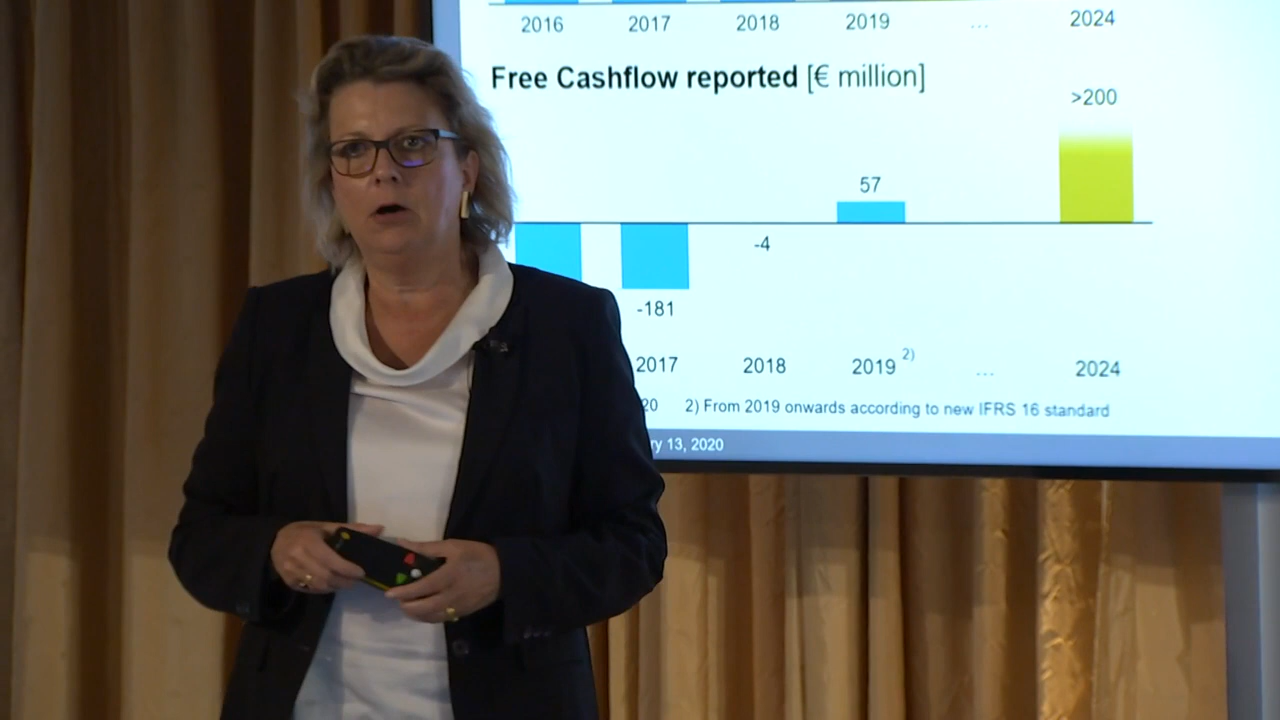 2016 2017 2018 2019 ... 2024
Free Cashflow reported [€ million]
>200
57
-4
-181
2017 2018 2019 2) ... 2024
20 2) From 2019 onwards according to new IFRS 16 standard
ry 13, 2020